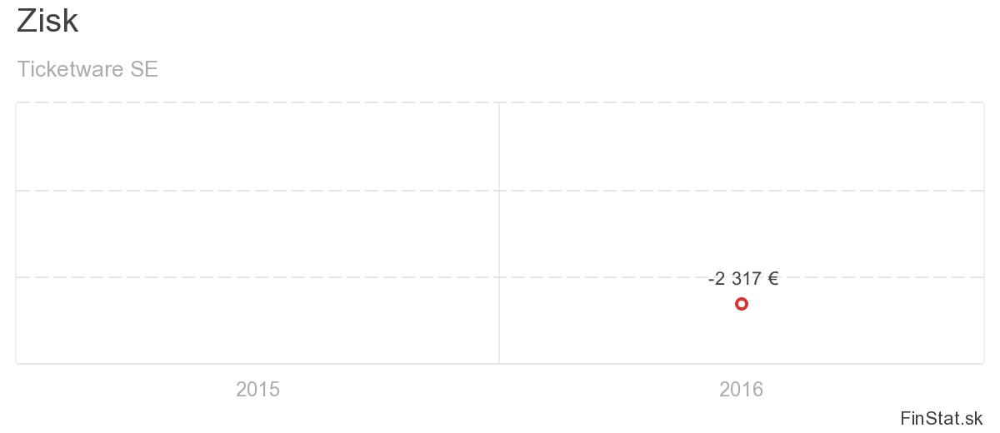 Zisk
Ticketware SE
-2 317 €
2015
2016
FinStat.sk